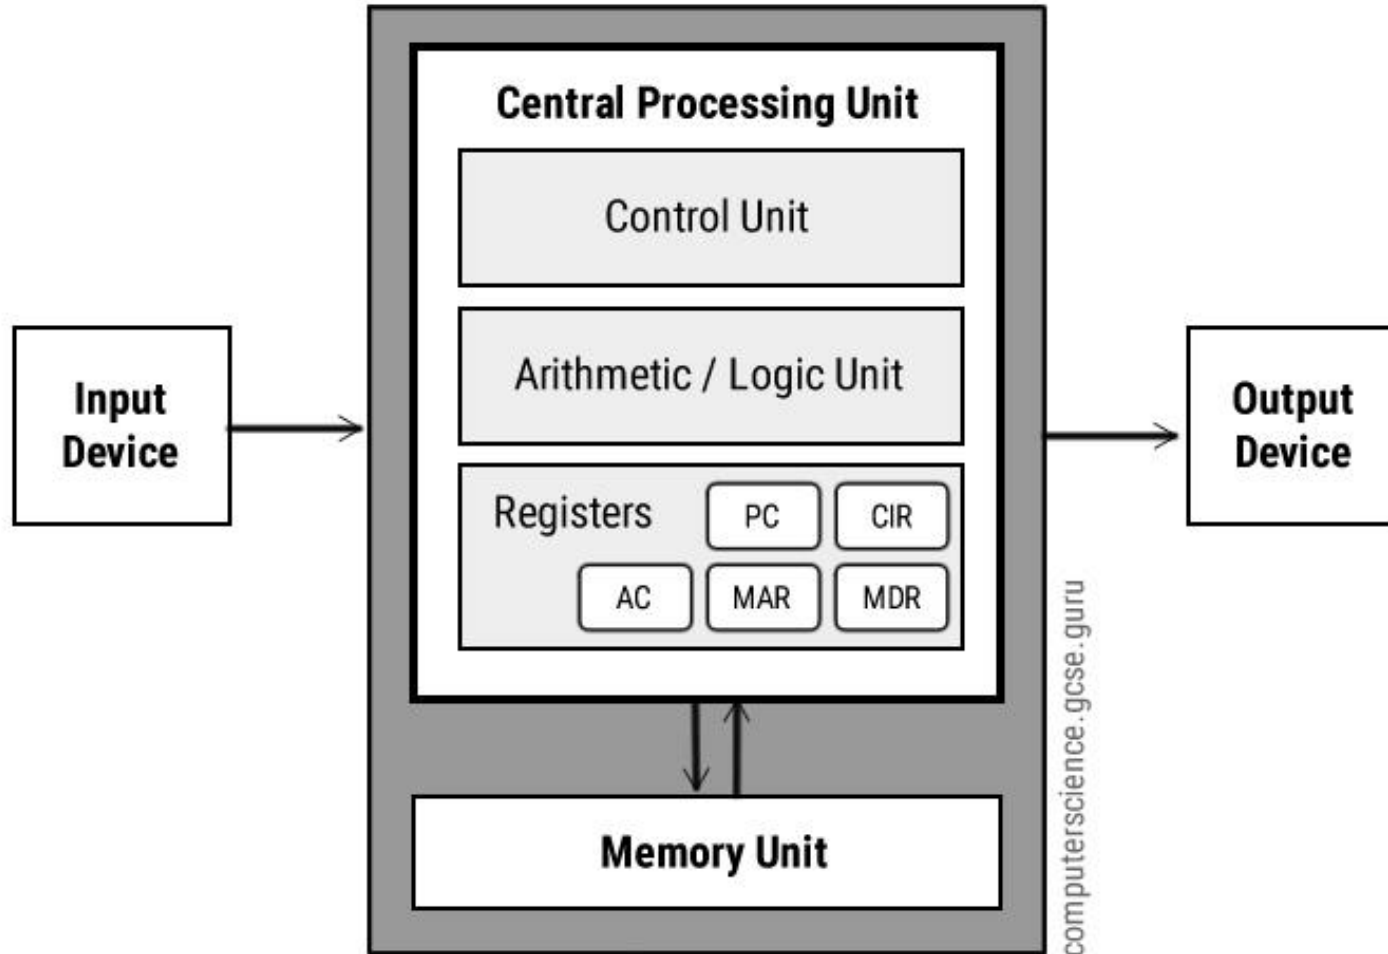 Central Processing Unit
Control Unit
Arithmetic / Logic Unit
Input
Device
Output
Device
Registers
PC
CIR
AC
MAR
MDR
Memory Unit
computerscience.gcse.guru